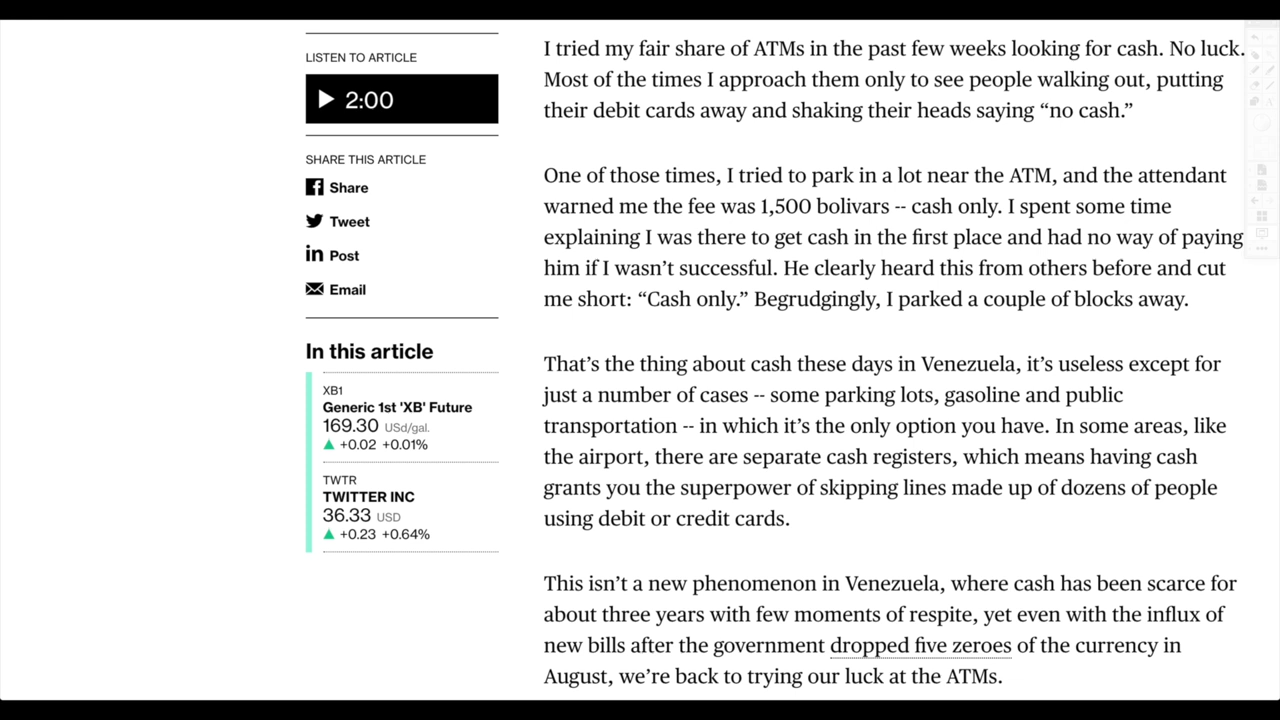 LISTEN TO ARTICLE
2:00
SHARE THIS ARTICLE
Share
Tweet
Post
Email
In this article
XB1
Generic 1st 'XB' Future
169.30 USd/gal.
▲ +0.02 +0.01%
TWTR
TWITTER INC
36.33 USD
▲ +0.23 +0.64%
I tried my fair share of ATMs in the past few weeks looking for cash. No luck.
Most of the times I approach them only to see people walking out, putting
their debit cards away and shaking their heads saying “no cash.”
One of those times, I tried to park in a lot near the ATM, and the attendant
warned me the fee was 1,500 bolivars -- cash only. I spent some time
explaining I was there to get cash in the first place and had no way of paying
him if I wasn’t successful. He clearly heard this from others before and cut
me short: “Cash only.” Begrudgingly, I parked a couple of blocks away.
That’s the thing about cash these days in Venezuela, it’s useless except for
just a number of cases -- some parking lots, gasoline and public
transportation -- in which it’s the only option you have. In some areas, like
the airport, there are separate cash registers, which means having cash
grants you the superpower of skipping lines made up of dozens of people
using debit or credit cards.
This isn’t a new phenomenon in Venezuela, where cash has been scarce for
about three years with few moments of respite, yet even with the influx of
new bills after the government dropped five zeroes of the currency in
August, we’re back to trying our luck at the ATMs.